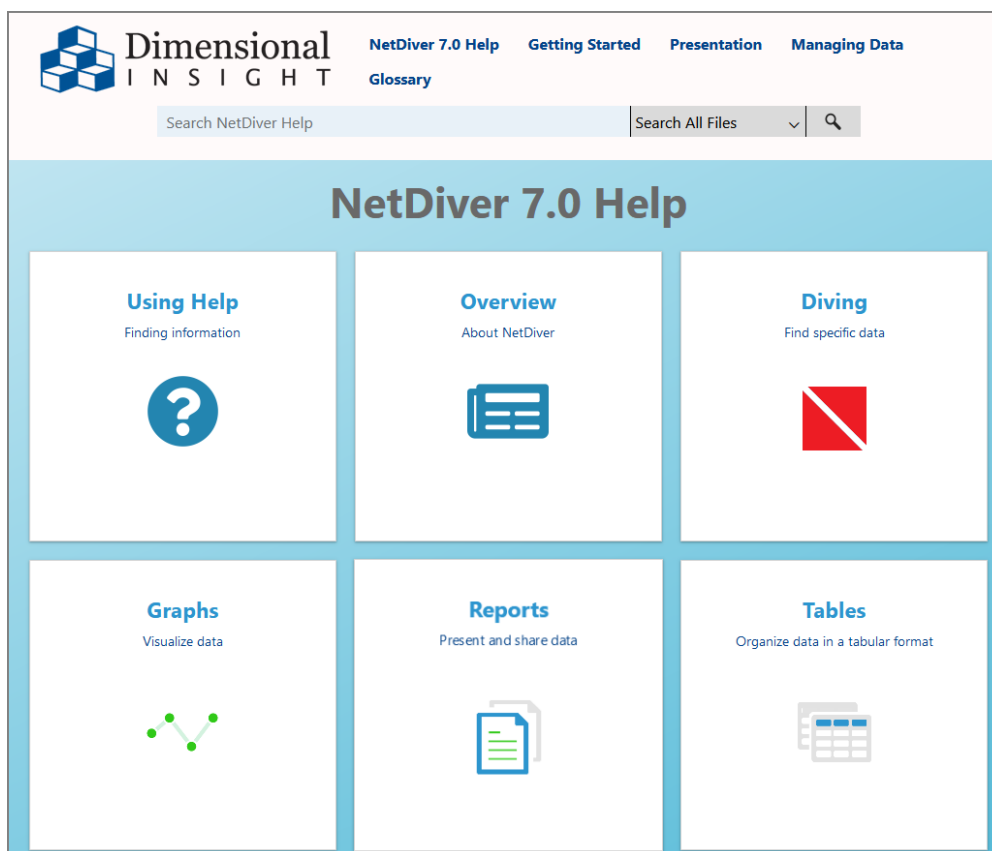 Dimensional
INSIGHT
NetDiver 7.0 Help Getting Started Presentation Managing Data
Glossary
Search NetDiver Help Search All Files
NetDiver 7.0 Help
Using Help
Finding information
Overview
About NetDiver
Diving
Find specific data
Graphs
Visualize data
Reports
Present and share data
Tables
Organize data in a tabular format